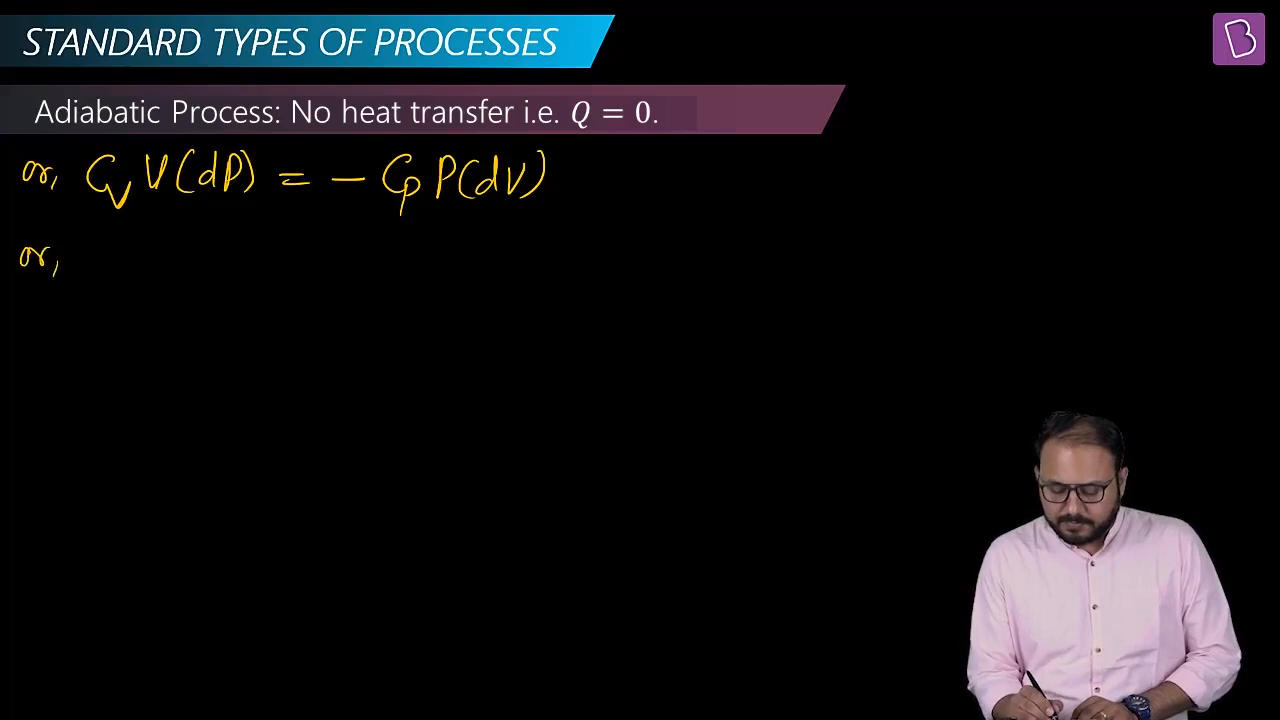 STANDARD TYPES OF PROCESSES
Adiabatic Process: No heat transfer i.e. Q = 0.
or, C_V V(dP) = - C_P P(dV)
or,